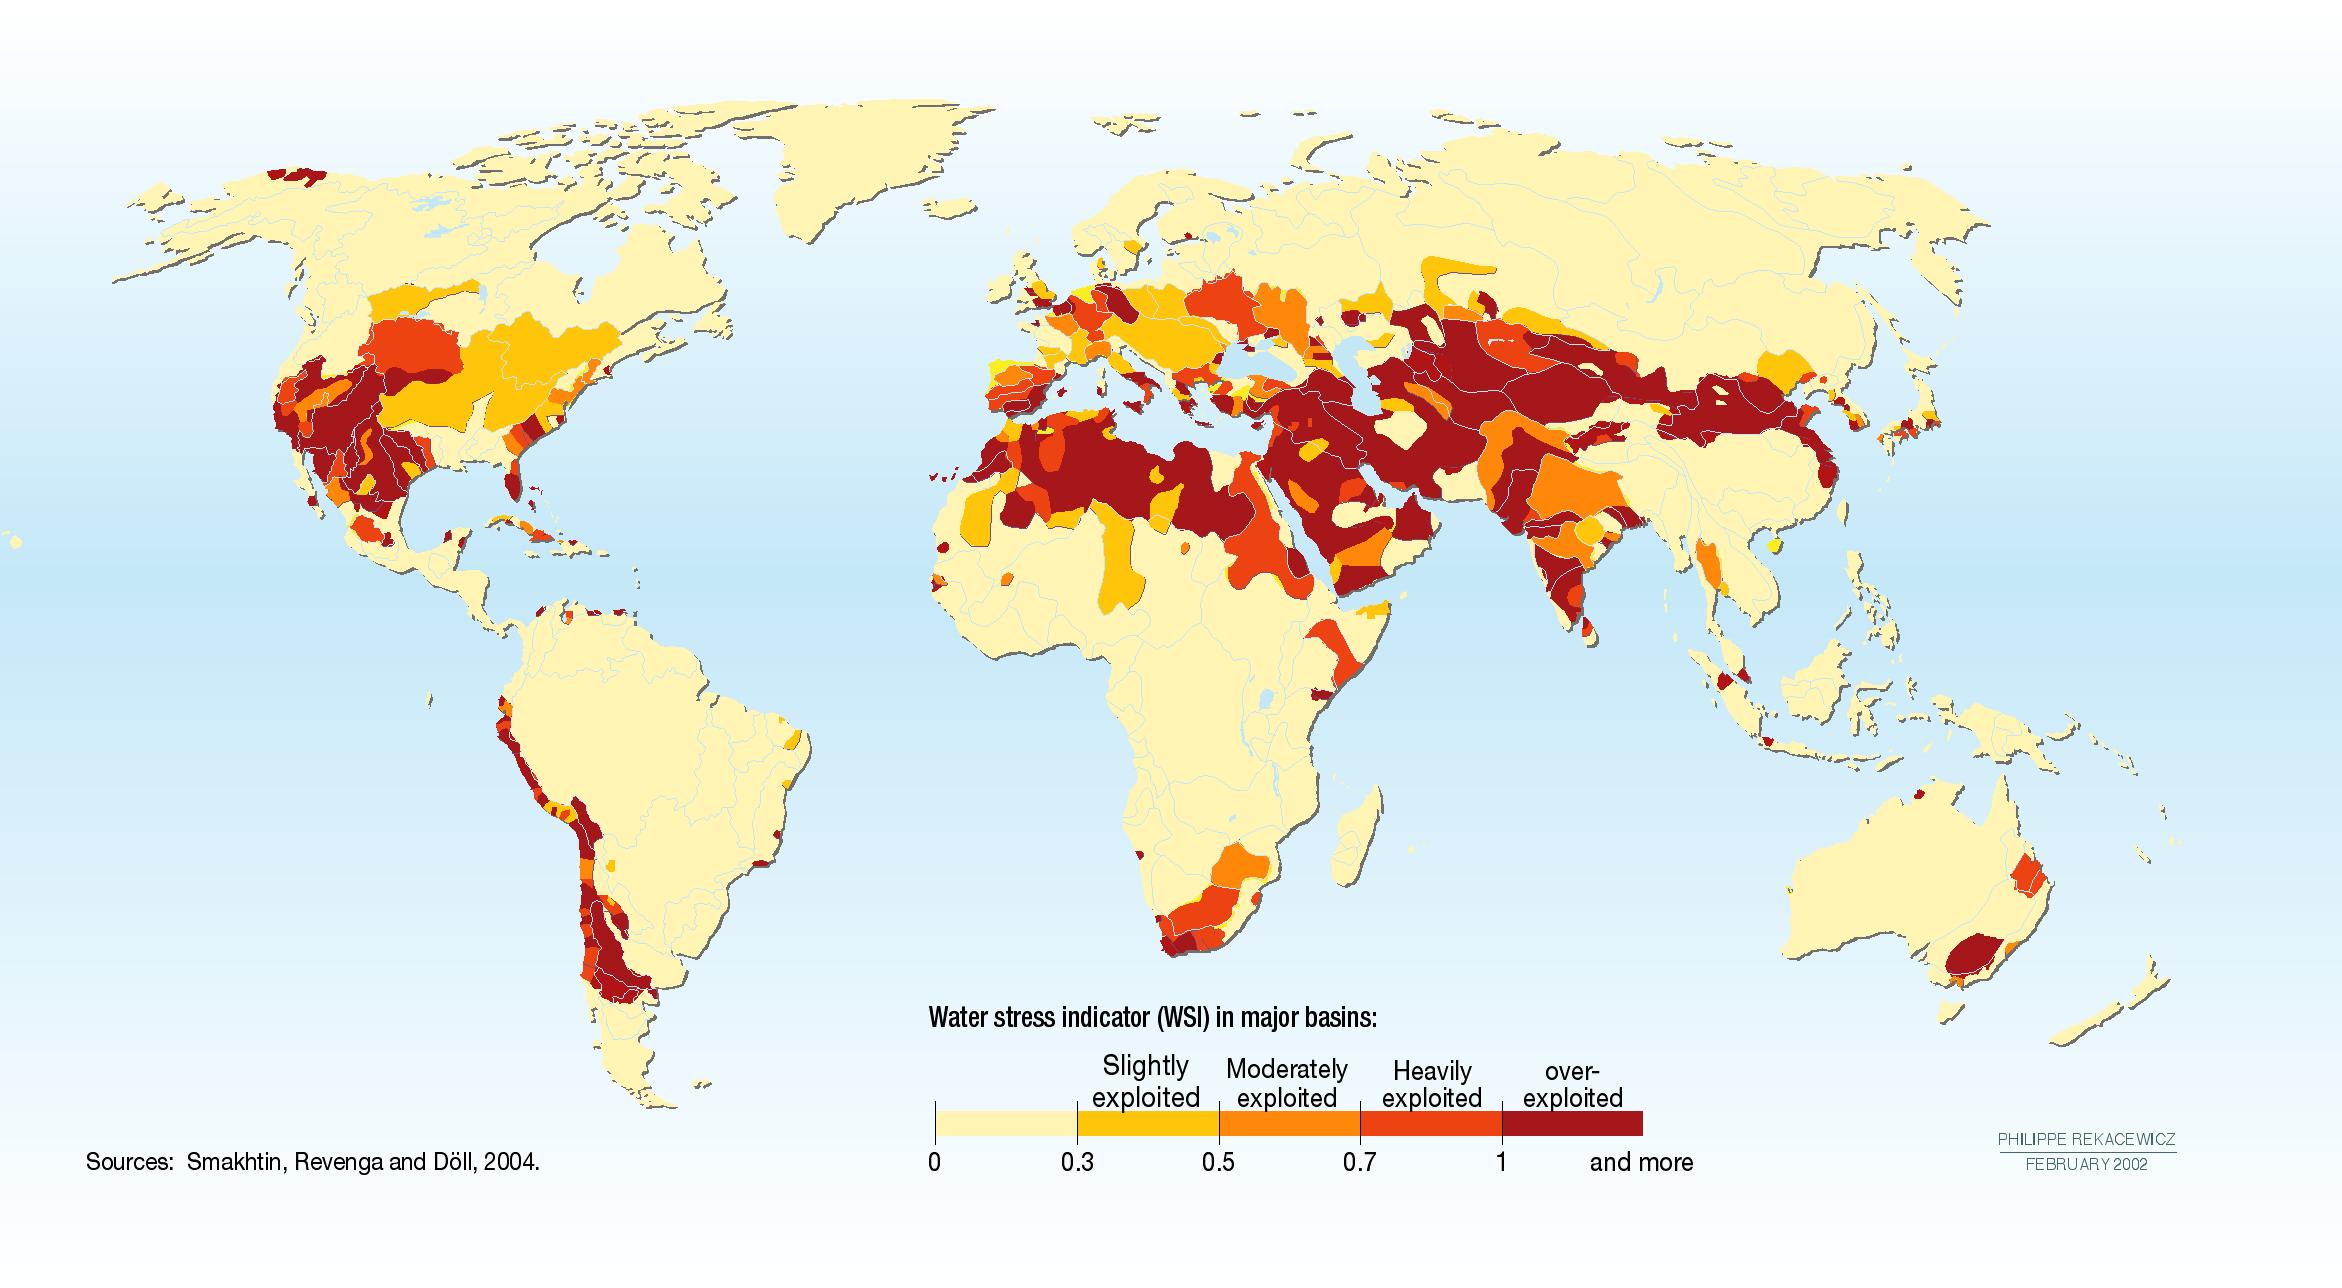 Water stress indicator (WSI) in major basins:
Slightly exploited
Moderately exploited
Heavily exploited
over-exploited
0 0.3 0.5 0.7 1 and more
Sources: Smakhtin, Revenga and Döll, 2004.
PHILIPPE REKACEWICZ
FEBRUARY 2002